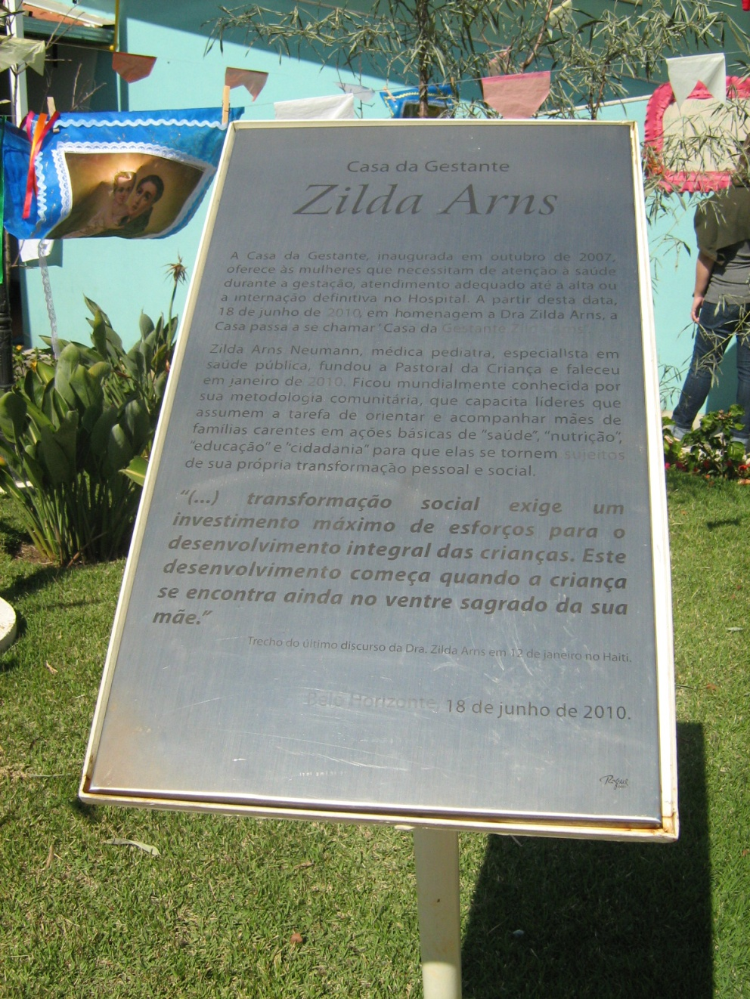 Casa da Gestante
Zilda Arns
A Casa da Gestante, inaugurada em outubro de 2007,
oferece às mulheres que necessitam de atenção à saúde
durante a gestação, atendimento adequado até a alta ou
a internação definitiva no Hospital. A partir desta data,
18 de junho de 2010, em homenagem a Dra Zilda Arns, a
Casa passa a se chamar "Casa da Gestante Zilda Arns".
Zilda Arns Neumann, médica pediatra, especialista em
saúde pública, fundou a Pastoral da Criança e faleceu
em janeiro de 2010. Ficou mundialmente conhecida por
sua metodologia comunitária, que capacita líderes que
assumem a tarefa de orientar e acompanhar mães de
famílias carentes em ações básicas de "saúde", "nutrição",
"educação" e "cidadania" para que elas se tornem sujeitos
de sua própria transformação pessoal e social.
"(...) transformação social exige um
investimento máximo de esforços para o
desenvolvimento integral das crianças. Este
desenvolvimento começa quando a criança
se encontra ainda no ventre sagrado da sua
mãe."
Trecho do último discurso da Dra. Zilda Arns em 12 de janeiro no Haiti.
Belo Horizonte, 18 de junho de 2010.